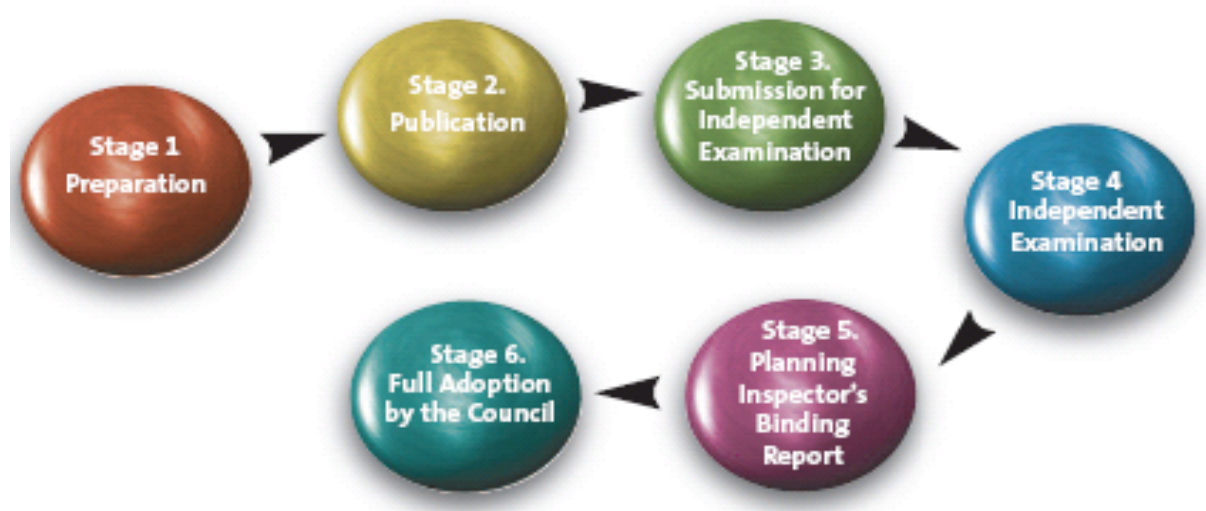 Stage 1
Preparation
Stage 2.
Publication
Stage 3.
Submission for
Independent
Examination
Stage 4
Independent
Examination
Stage 5.
Planning
Inspector's
Binding
Report
Stage 6.
Full Adoption
by the Council